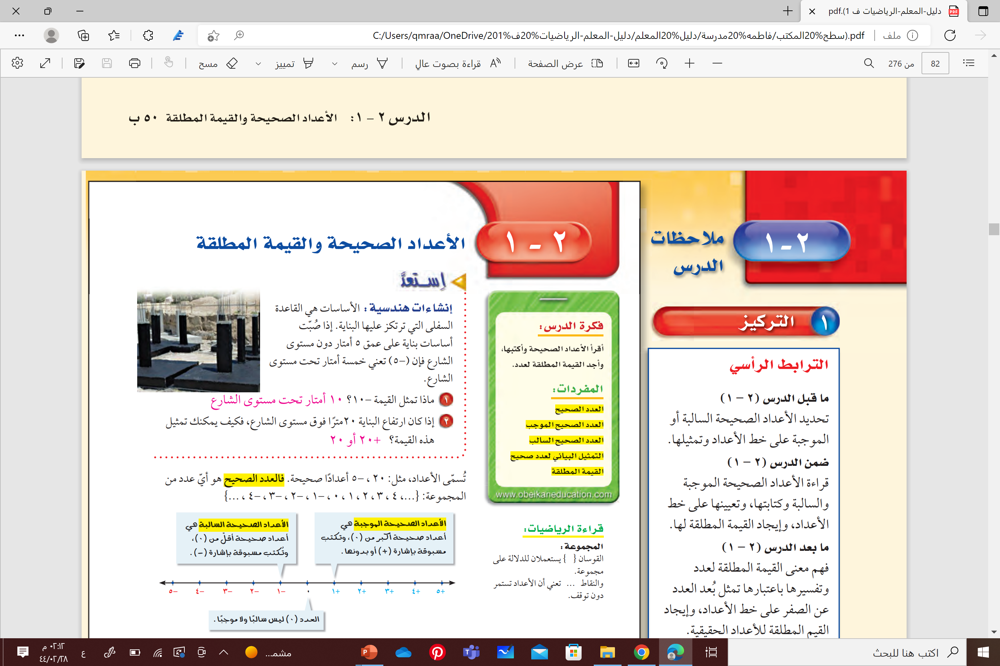 دليل-المعلم-الرياضيات ف 1).pdf
ملف
C:/Users/qmraa/OneDrive/201%سطح%20المكتب/فاطمه%20مدرسة/دليل%20المعلم/دليل-المعلم-الرياضيات%20ف%).pdf
82
من 276
عرض الصفحة
قراءة بصوت عالٍ
رسم
تمييز
مسح
الدرس ٢ – ١: الأعداد الصحيحة والقيمة المطلقة ٥٠ ب
٢-١
ملاحظات
الدرس
١ التركيز
الترابط الرأسي
ما قبل الدرس (٢ – ١)
تحديد الأعداد الصحيحة السالبة أو
الموجبة على خط الأعداد وتمثيلها.
ضمن الدرس (٢ – ١)
قراءة الأعداد الصحيحة الموجبة
والسالبة وكتابتها، وتعيينها على خط
الأعداد، وإيجاد القيمة المطلقة لها.
ما بعد الدرس (٢ – ١)
فهم معنى القيمة المطلقة لعدد
وتفسيرها باعتبارها تمثل بُعد العدد
عن الصفر على خط الأعداد، وإيجاد
القيم المطلقة للأعداد الحقيقية.
٢ - ١
الأعداد الصحيحة والقيمة المطلقة
فكرة الدرس:
أقرأ الأعداد الصحيحة وأكتبها،
وأجد القيمة المطلقة لعدد.
المفردات:
العدد الصحيح
العدد الصحيح الموجب
العدد الصحيح السالب
التمثيل البياني لعدد صحيح
القيمة المطلقة
www.obeikaneducation.com
قراءة الرياضيات:
المجموعة:
القوسان { } يستعملان للدلالة على
مجموعة.
والنقاط ... تعني أن الأعداد تستمر
دون توقف.
اِستعدَّ
إنشاءات هندسية: الأساسات هي القاعدة
السفلى التي ترتكز عليها البناية. إذا صُبّت
أساسات بناية على عمق ٥ أمتار دون مستوى
الشارع فإن (–٥) تعني خمسة أمتار تحت مستوى
الشارع.
١ ماذا تمثل القيمة –١٠؟ ١٠ أمتار تحت مستوى الشارع
٢ إذا كان ارتفاع البناية ٢٠مترًا فوق مستوى الشارع، فكيف يمكنك تمثيل
هذه القيمة؟ +٢٠ أو ٢٠
تُسمّى الأعداد، مثل: ٢٠ ، –٥ أعدادًا صحيحة. فالعدد الصحيح هو أيّ عدد من
المجموعة: {...، ٤ ، ٣ ، ٢ ، ١ ، ٠ ، –١ ، –٢ ، –٣ ، –٤ ، ...}
الأعداد الصحيحة الموجبة هي
أعداد صحيحة أكبر من (٠)، وتكتب
مسبوقة بإشارة (+) أو بدونها.
الأعداد الصحيحة السالبة هي
أعداد صحيحة أقلّ من (٠)،
وتُكتب مسبوقة بإشارة (–).
+٥ +٤ +٣ +٢ +١ ٠ –١ –٢ –٣ –٤ –٥
العدد (٠) ليس سالبًا ولا موجبًا.
اكتب هنا للبحث
مشمـ...
ع
٠٢:١٢ م
٤٤/٠٢/٢٨